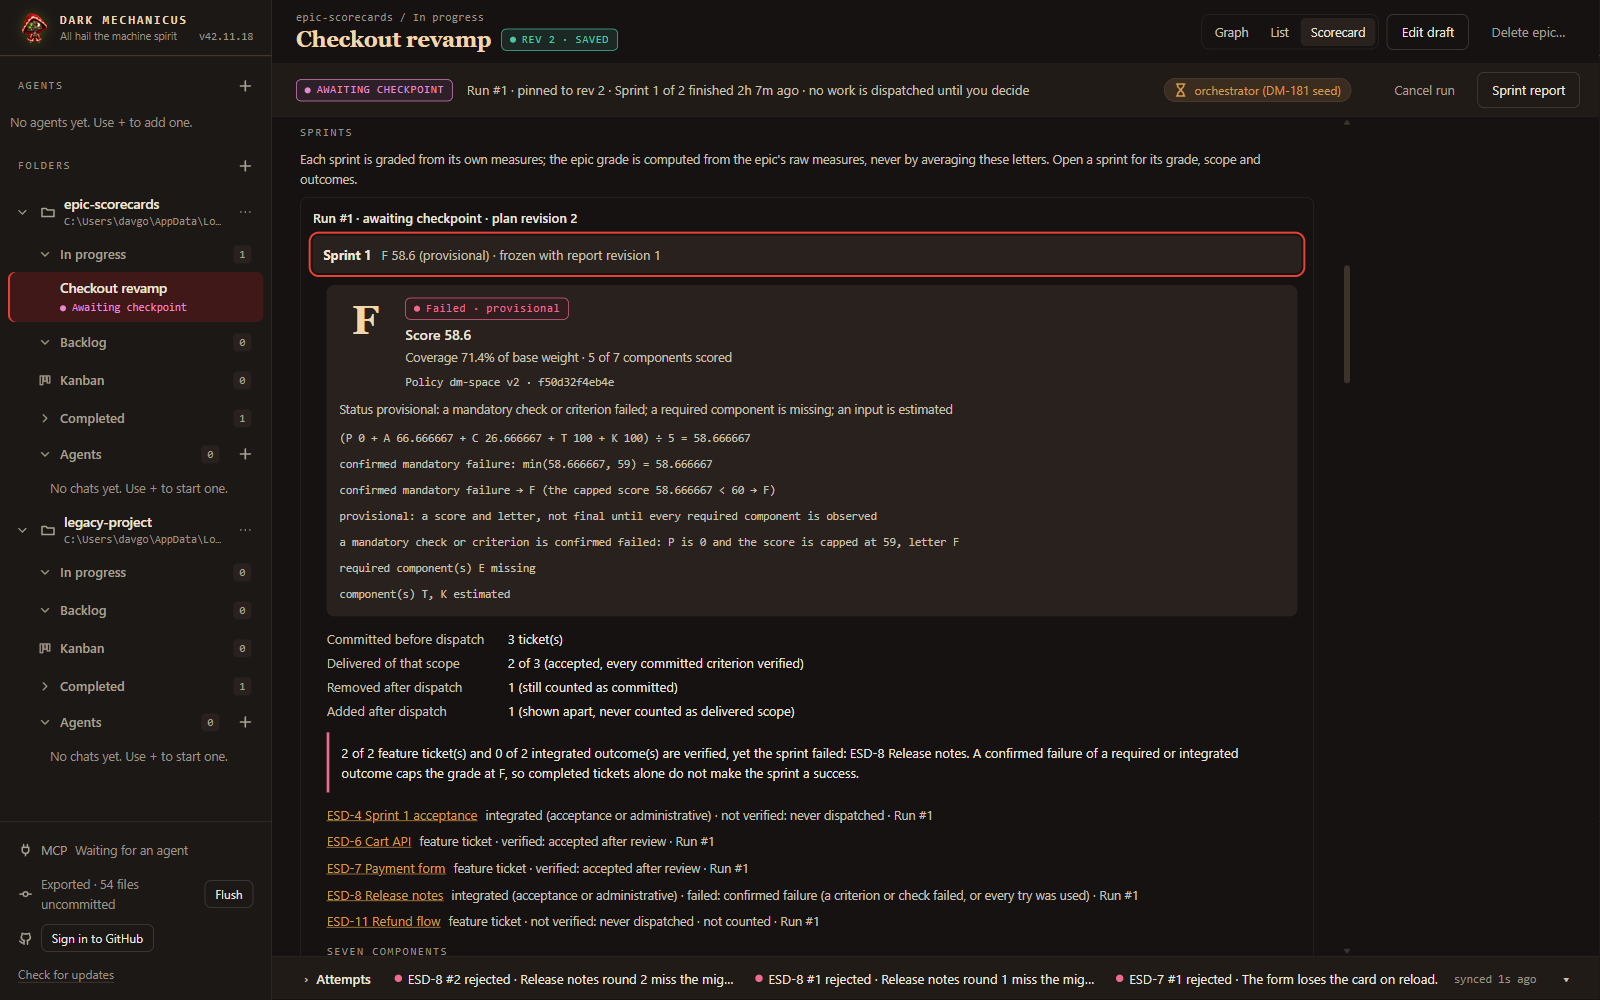 DARK MECHANICUS
All hail the machine spirit v42.11.18
AGENTS
No agents yet. Use + to add one.
FOLDERS
epic-scorecards
C:\Users\davgo\AppData\Lo...
In progress 1
Checkout revamp
Awaiting checkpoint
Backlog 0
Kanban 0
Completed 1
Agents 0
No chats yet. Use + to start one.
legacy-project
C:\Users\davgo\AppData\Lo...
In progress 0
Backlog 0
Kanban 0
Completed 1
Agents 0
No chats yet. Use + to start one.
MCP Waiting for an agent
Exported · 54 files
uncommitted
Flush
Sign in to GitHub
Check for updates
epic-scorecards / In progress
Checkout revamp
REV 2 · SAVED
Graph List Scorecard Edit draft Delete epic...
AWAITING CHECKPOINT Run #1 · pinned to rev 2 · Sprint 1 of 2 finished 2h 7m ago · no work is dispatched until you decide
orchestrator (DM-181 seed) Cancel run Sprint report
SPRINTS
Each sprint is graded from its own measures; the epic grade is computed from the epic's raw measures, never by averaging these letters. Open a sprint for its grade, scope and
outcomes.
Run #1 · awaiting checkpoint · plan revision 2
Sprint 1 F 58.6 (provisional) · frozen with report revision 1
F
Failed · provisional
Score 58.6
Coverage 71.4% of base weight · 5 of 7 components scored
Policy dm-space v2 · f50d32f4eb4e
Status provisional: a mandatory check or criterion failed; a required component is missing; an input is estimated
(P 0 + A 66.666667 + C 26.666667 + T 100 + K 100) ÷ 5 = 58.666667
confirmed mandatory failure: min(58.666667, 59) = 58.666667
confirmed mandatory failure → F (the capped score 58.666667 < 60 → F)
provisional: a score and letter, not final until every required component is observed
a mandatory check or criterion is confirmed failed: P is 0 and the score is capped at 59, letter F
required component(s) E missing
component(s) T, K estimated
Committed before dispatch 3 ticket(s)
Delivered of that scope 2 of 3 (accepted, every committed criterion verified)
Removed after dispatch 1 (still counted as committed)
Added after dispatch 1 (shown apart, never counted as delivered scope)
2 of 2 feature ticket(s) and 0 of 2 integrated outcome(s) are verified, yet the sprint failed: ESD-8 Release notes. A confirmed failure of a required or integrated
outcome caps the grade at F, so completed tickets alone do not make the sprint a success.
ESD-4 Sprint 1 acceptance integrated (acceptance or administrative) · not verified: never dispatched · Run #1
ESD-6 Cart API feature ticket · verified: accepted after review · Run #1
ESD-7 Payment form feature ticket · verified: accepted after review · Run #1
ESD-8 Release notes integrated (acceptance or administrative) · failed: confirmed failure (a criterion or check failed, or every try was used) · Run #1
ESD-11 Refund flow feature ticket · not verified: never dispatched · not counted · Run #1
SEVEN COMPONENTS
Attempts ESD-8 #2 rejected · Release notes round 2 miss the mig... ESD-8 #1 rejected · Release notes round 1 miss the mig... ESD-7 #1 rejected · The form loses the card on reload. synced 1s ago